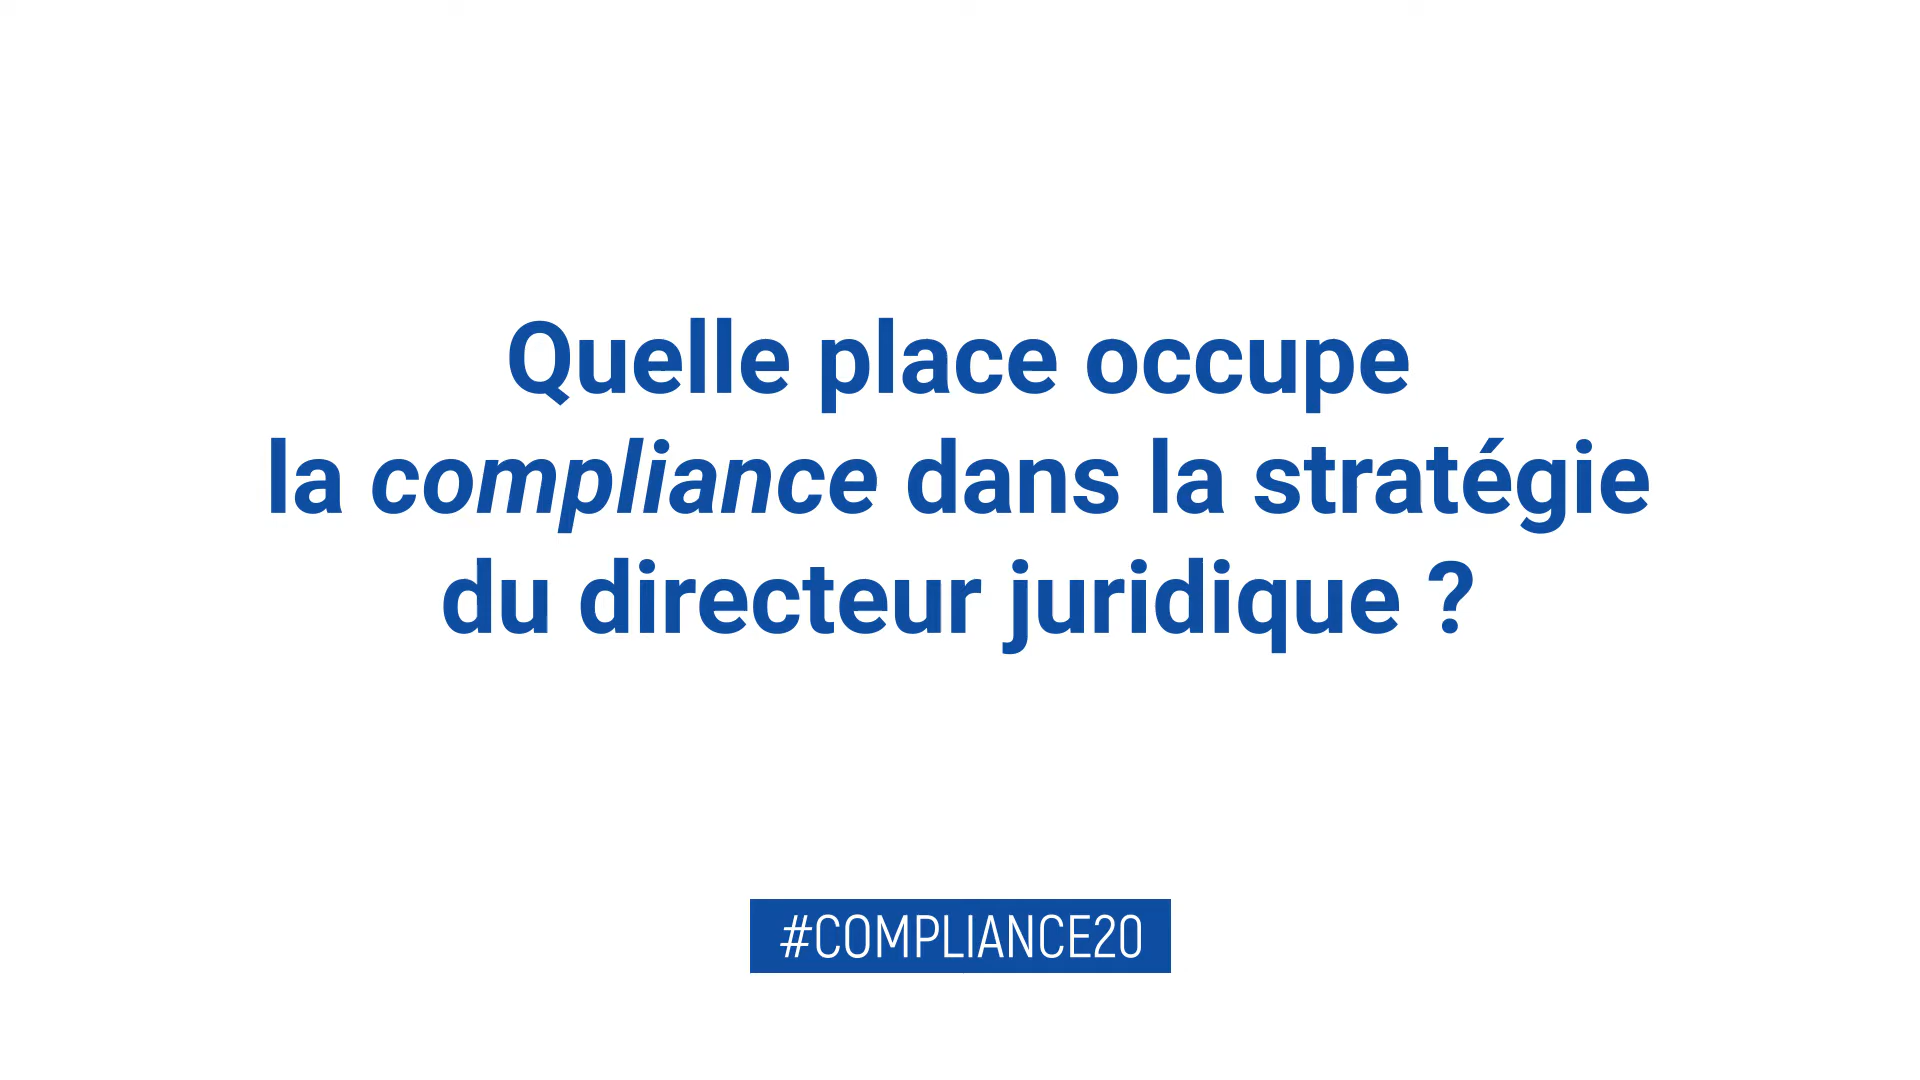 Quelle place occupe
la compliance dans la stratégie
du directeur juridique ?
#COMPLIANCE20